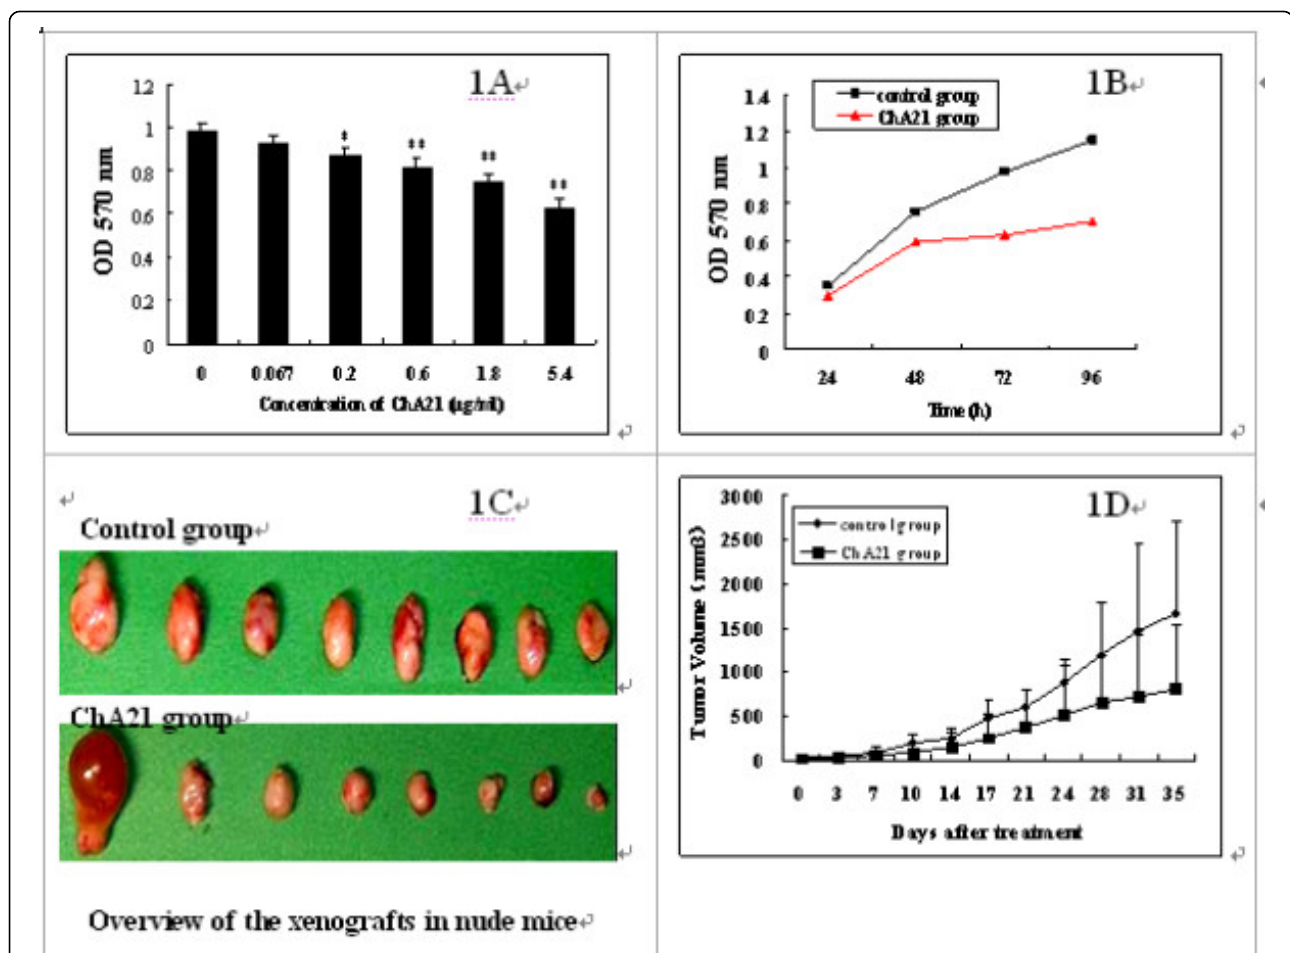 1A
12
1
0.8
0.6
0.4
0.2
0
OD 570 nm
*
**
**
**
0 0.067 0.2 0.6 1.8 5.4
Concentration of ChA21 (µg/ml)
1B
control group
ChA21 group
1.4
1.2
1
0.8
0.6
0.4
0.2
0
OD 570 nm
24 48 72 96
Time (h)
1C
Control group
ChA21 group
Overview of the xenografts in nude mice
1D
control group
ChA21 group
3000
2500
2000
1500
1000
500
0
Tumor Volume (mm3)
0 3 7 10 14 17 21 24 28 31 35
Days after treatment